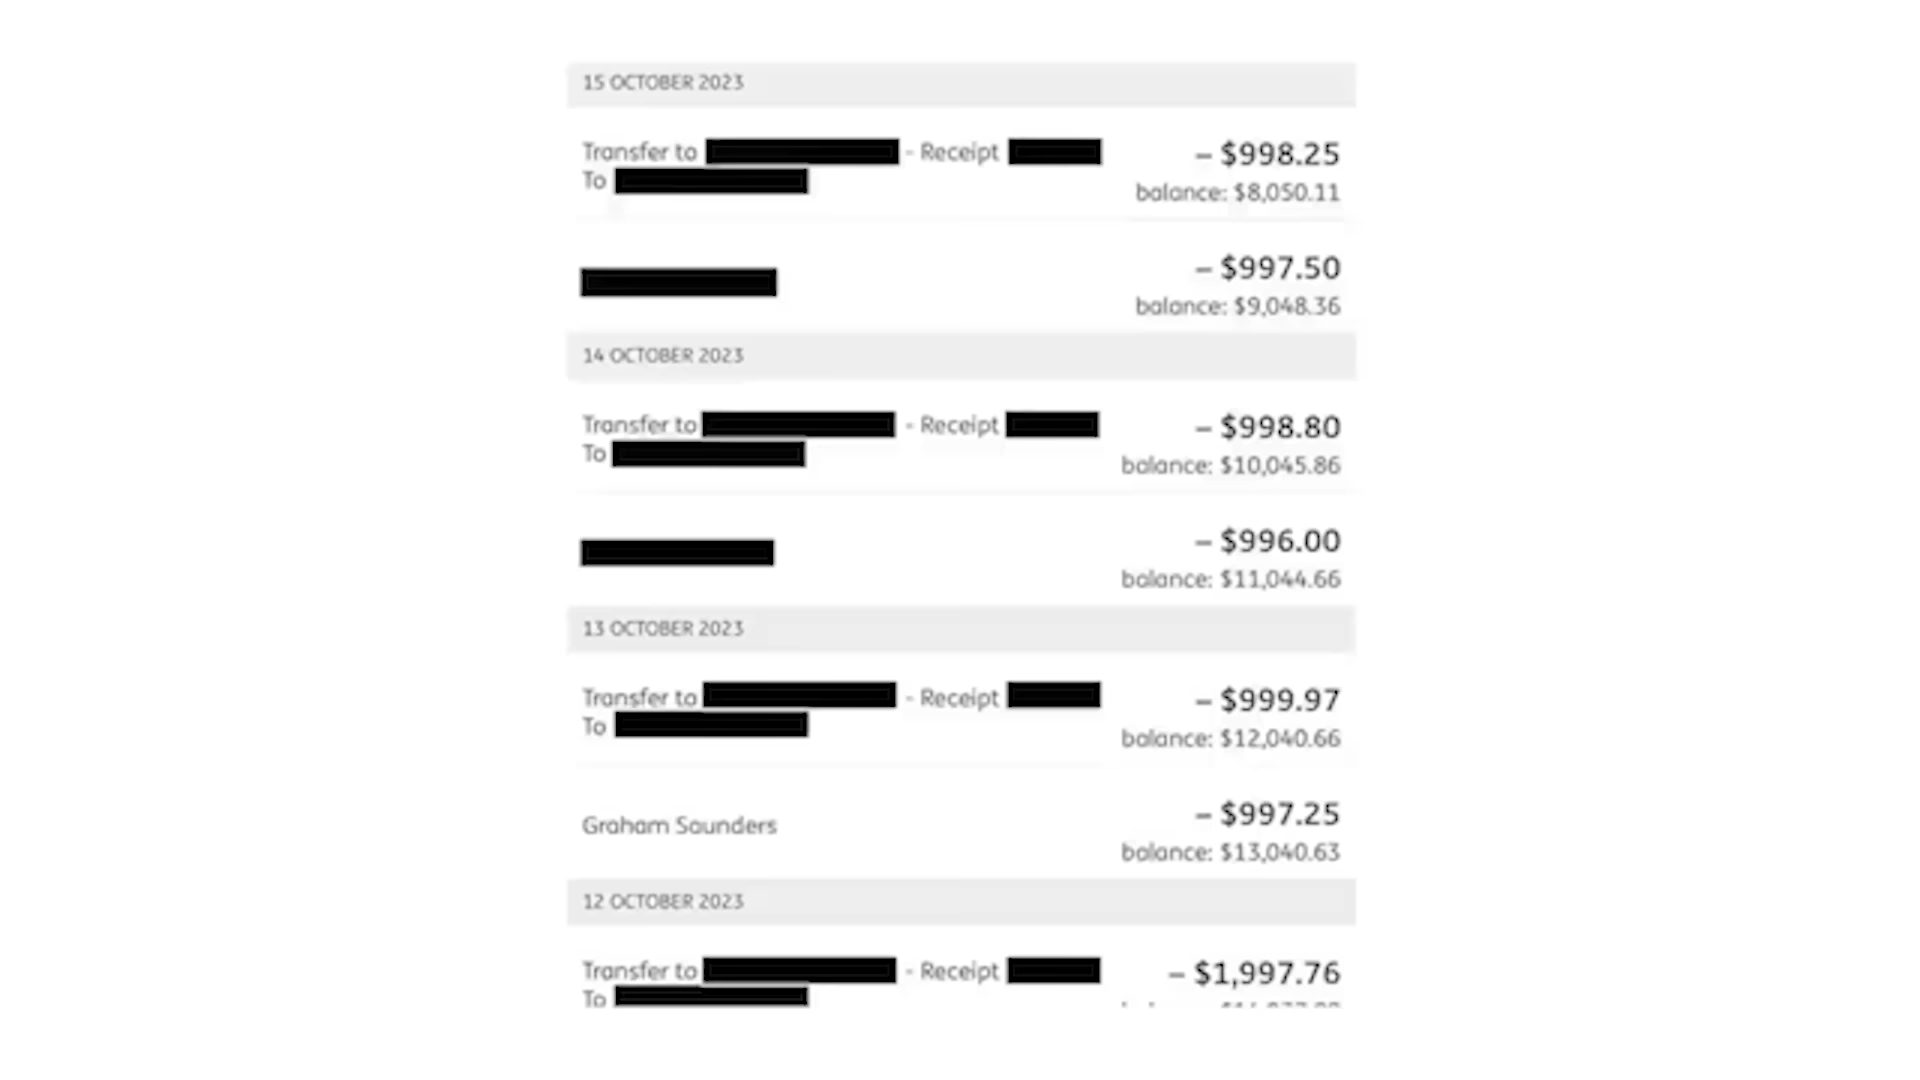 15 OCTOBER 2023
Transfer to - Receipt – $998.25
To balance: $8,050.11
– $997.50
balance: $9,048.36
14 OCTOBER 2023
Transfer to - Receipt – $998.80
To balance: $10,045.86
– $996.00
balance: $11,044.66
13 OCTOBER 2023
Transfer to - Receipt – $999.97
To balance: $12,040.66
Graham Saunders – $997.25
balance: $13,040.63
12 OCTOBER 2023
Transfer to - Receipt – $1,997.76
To